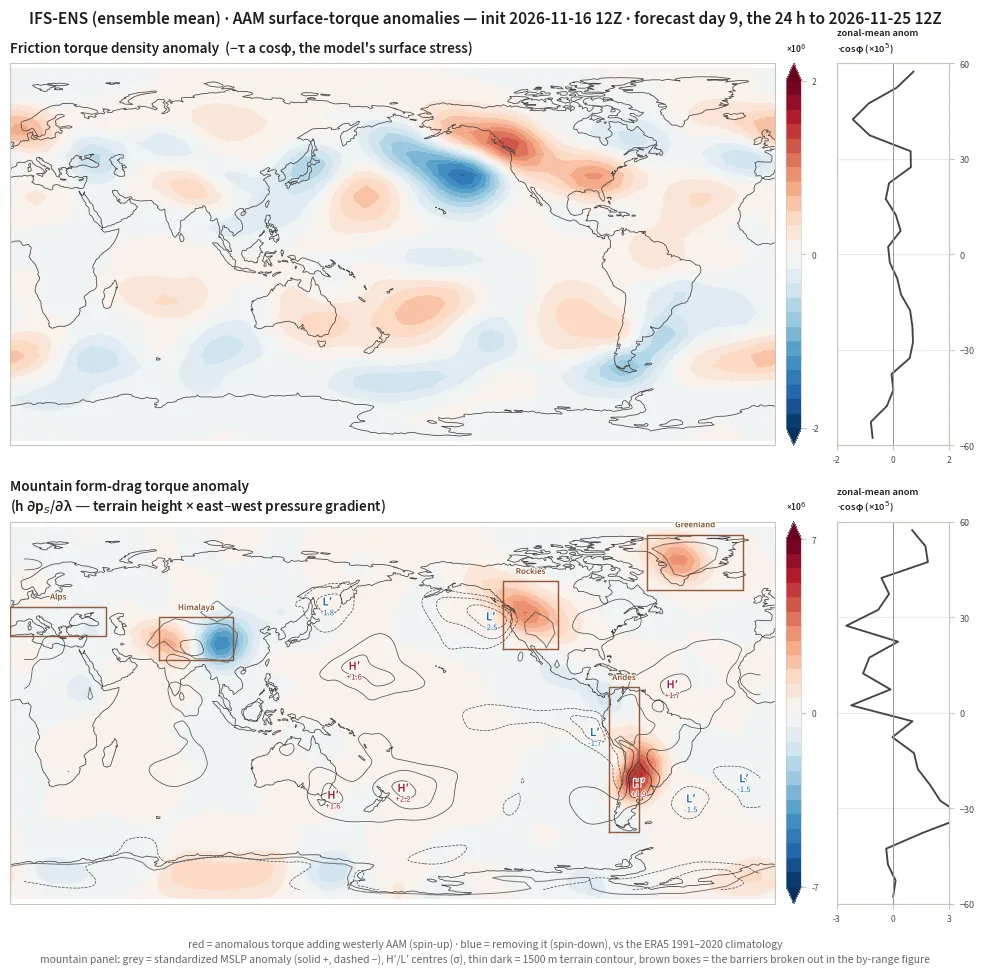 IFS-ENS (ensemble mean) · AAM surface-torque anomalies — init 2026-11-16 12Z · forecast day 9, the 24 h to 2026-11-25 12Z
Friction torque density anomaly (−τ a cosφ, the model's surface stress)
×10⁶
zonal-mean anom
·cosφ (×10⁵)
2
0
-2
60
30
0
−30
−60
-2
0
2
Mountain form-drag torque anomaly
(h ∂pₛ/∂λ — terrain height × east–west pressure gradient)
×10⁶
zonal-mean anom
·cosφ (×10⁵)
Greenland
Rockies
Alps
Himalaya
Andes
L′
-1.8
L′
2.5
H′
+1.6
H′
+1.7
L′
-1.7
H′
H′
+1.6
H′
+2.2
L′
-1.5
L′
-1.5
7
0
-7
60
30
0
−30
−60
-3
0
3
red = anomalous torque adding westerly AAM (spin-up) · blue = removing it (spin-down), vs the ERA5 1991–2020 climatology
mountain panel: grey = standardized MSLP anomaly (solid +, dashed −), H′/L′ centres (σ), thin dark = 1500 m terrain contour, brown boxes = the barriers broken out in the by-range figure